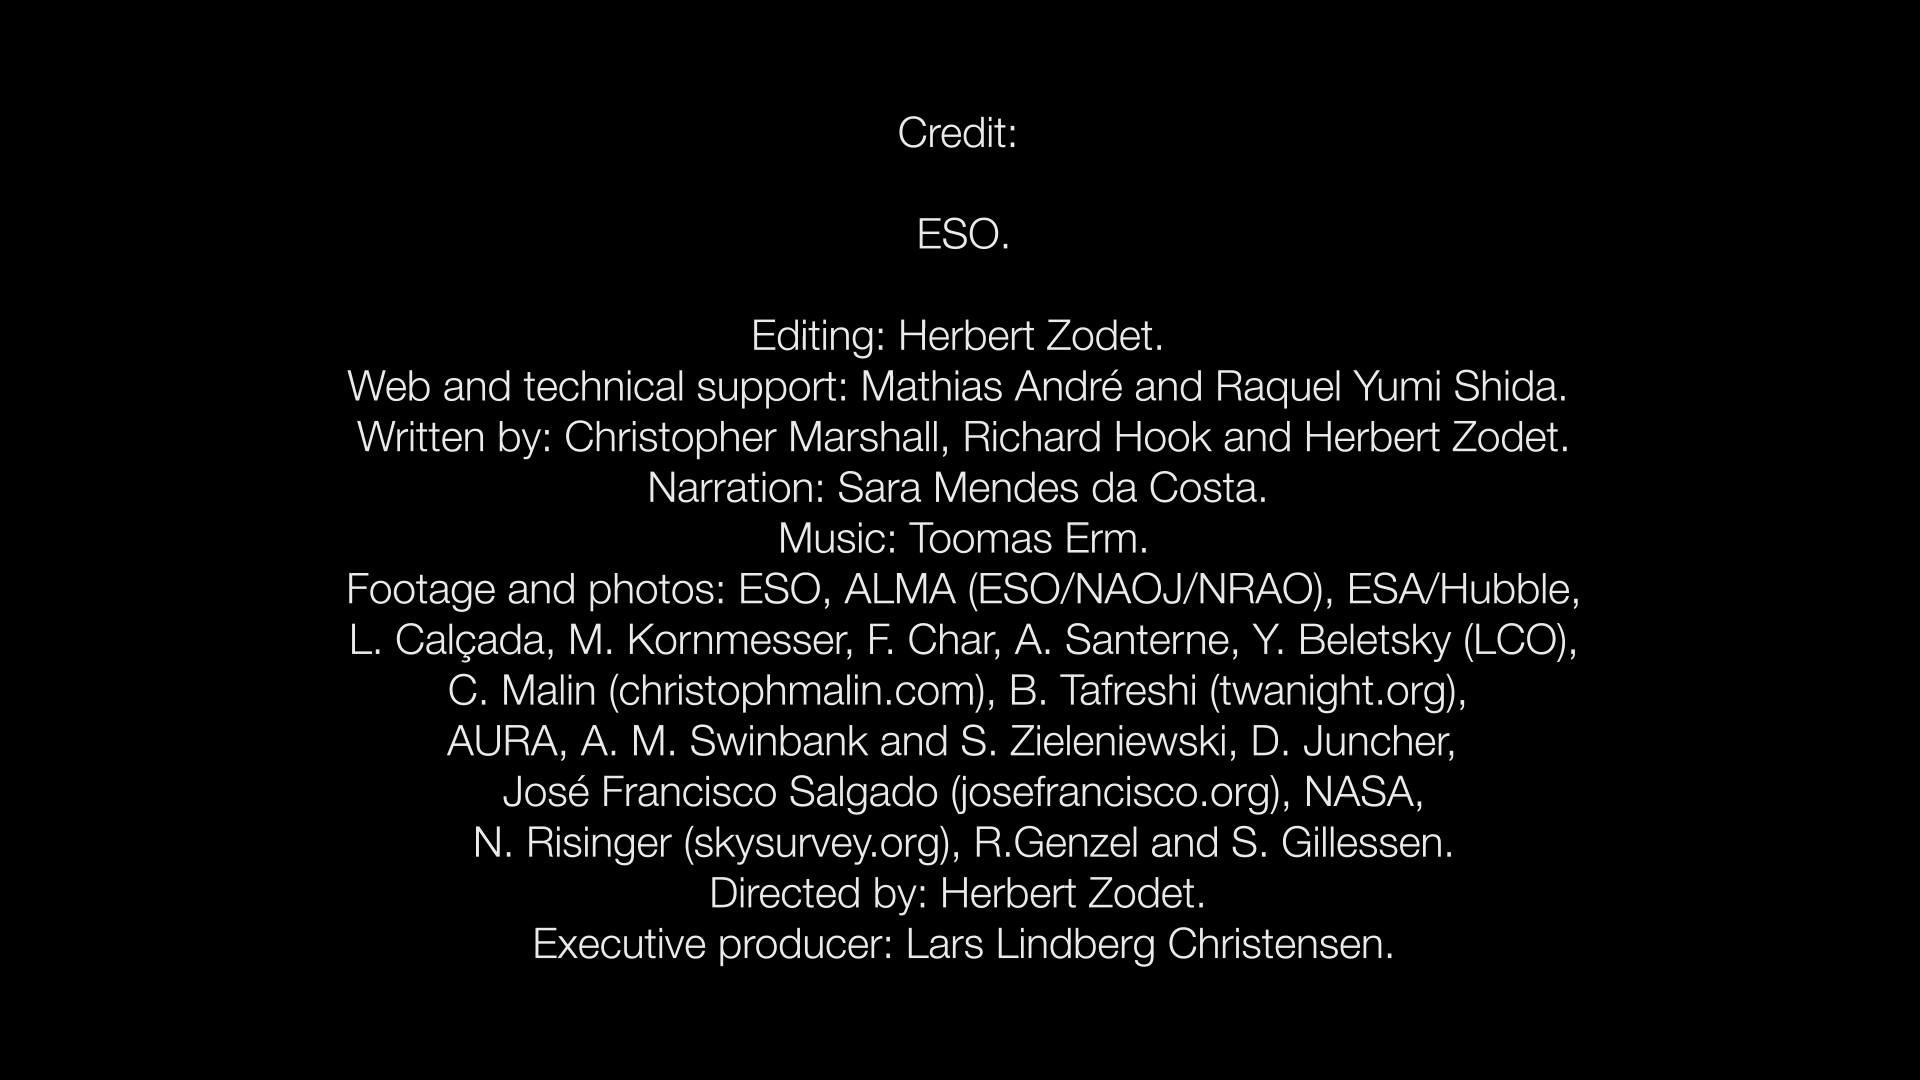 Credit:
ESO.
Editing: Herbert Zodet.
Web and technical support: Mathias André and Raquel Yumi Shida.
Written by: Christopher Marshall, Richard Hook and Herbert Zodet.
Narration: Sara Mendes da Costa.
Music: Toomas Erm.
Footage and photos: ESO, ALMA (ESO/NAOJ/NRAO), ESA/Hubble,
L. Calçada, M. Kornmesser, F. Char, A. Santerne, Y. Beletsky (LCO),
C. Malin (christophmalin.com), B. Tafreshi (twanight.org),
AURA, A. M. Swinbank and S. Zieleniewski, D. Juncher,
José Francisco Salgado (josefrancisco.org), NASA,
N. Risinger (skysurvey.org), R.Genzel and S. Gillessen.
Directed by: Herbert Zodet.
Executive producer: Lars Lindberg Christensen.